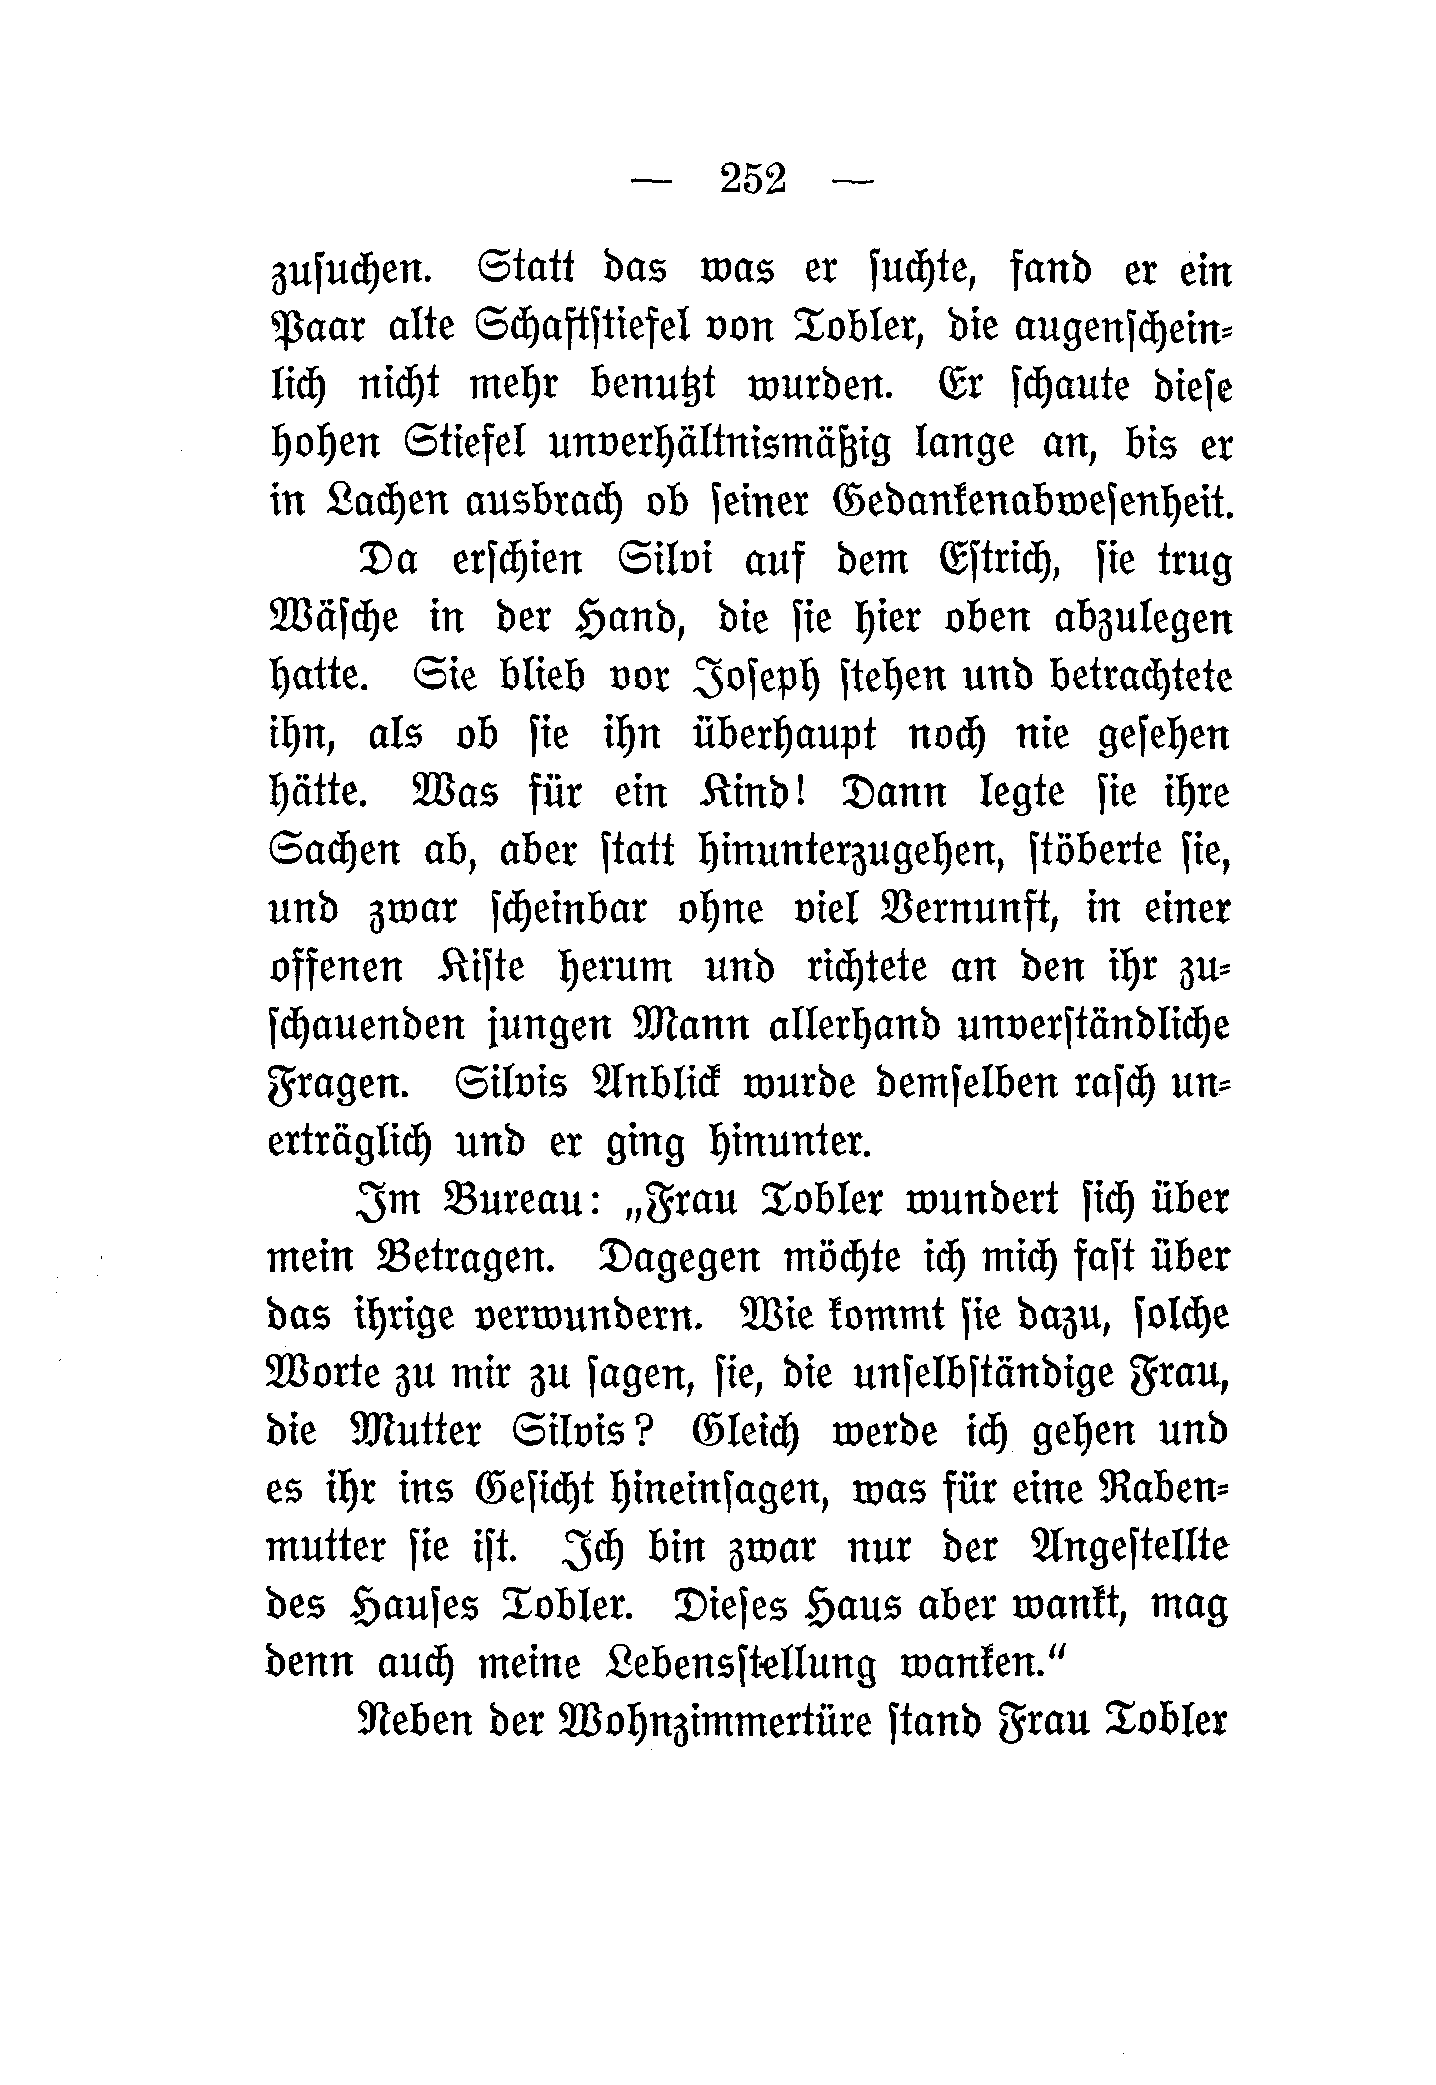 — 252 —
zuſuchen. Statt das was er ſuchte, fand er ein
Paar alte Schaftſtiefel von Tobler, die augenſchein⸗
lich nicht mehr benutzt wurden. Er ſchaute dieſe
hohen Stiefel unverhältnismäßig lange an, bis er
in Lachen ausbrach ob ſeiner Gedankenabweſenheit.
Da erſchien Silvi auf dem Eſtrich, ſie trug
Wäſche in der Hand, die ſie hier oben abzulegen
hatte. Sie blieb vor Joſeph ſtehen und betrachtete
ihn, als ob ſie ihn überhaupt noch nie geſehen
hätte. Was für ein Kind! Dann legte ſie ihre
Sachen ab, aber ſtatt hinunterzugehen, ſtöberte ſie,
und zwar ſcheinbar ohne viel Vernunft, in einer
offenen Kiſte herum und richtete an den ihr zu⸗
ſchauenden jungen Mann allerhand unverſtändliche
Fragen. Silvis Anblick wurde demſelben raſch un⸗
erträglich und er ging hinunter.
Im Bureau: „Frau Tobler wundert ſich über
mein Betragen. Dagegen möchte ich mich faſt über
das ihrige verwundern. Wie kommt ſie dazu, ſolche
Worte zu mir zu ſagen, ſie, die unſelbſtändige Frau,
die Mutter Silvis? Gleich werde ich gehen und
es ihr ins Geſicht hineinſagen, was für eine Raben⸗
mutter ſie iſt. Ich bin zwar nur der Angeſtellte
des Hauſes Tobler. Dieſes Haus aber wankt, mag
denn auch meine Lebensſtellung wanken.“
Neben der Wohnzimmertüre ſtand Frau Tobler